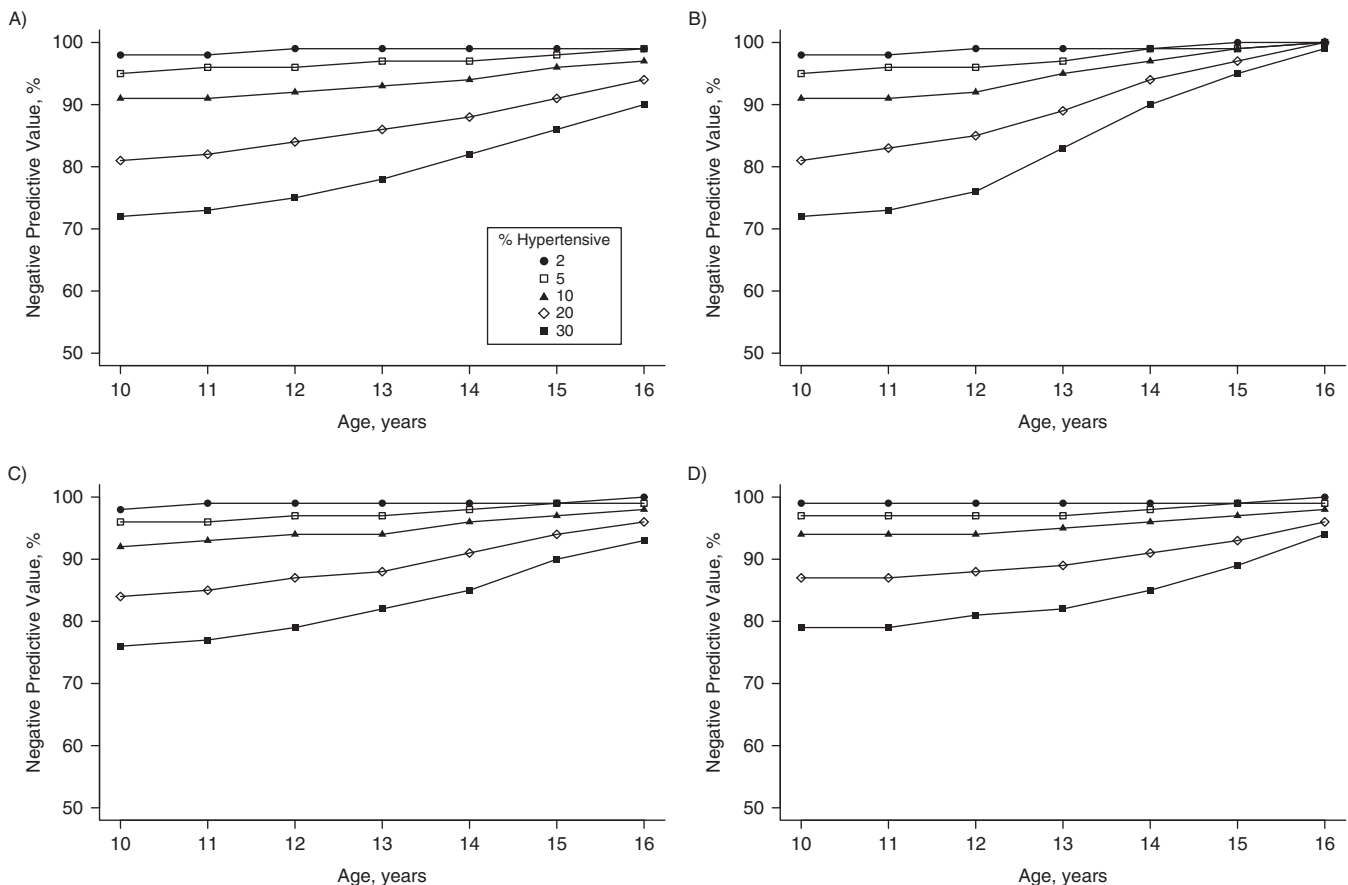 A)
Negative Predictive Value, %
100
90
80
70
60
50
% Hypertensive
2
5
10
20
30
10 11 12 13 14 15 16
Age, years
B)
Negative Predictive Value, %
100
90
80
70
60
50
10 11 12 13 14 15 16
Age, years
C)
Negative Predictive Value, %
100
90
80
70
60
50
10 11 12 13 14 15 16
Age, years
D)
Negative Predictive Value, %
100
90
80
70
60
50
10 11 12 13 14 15 16
Age, years